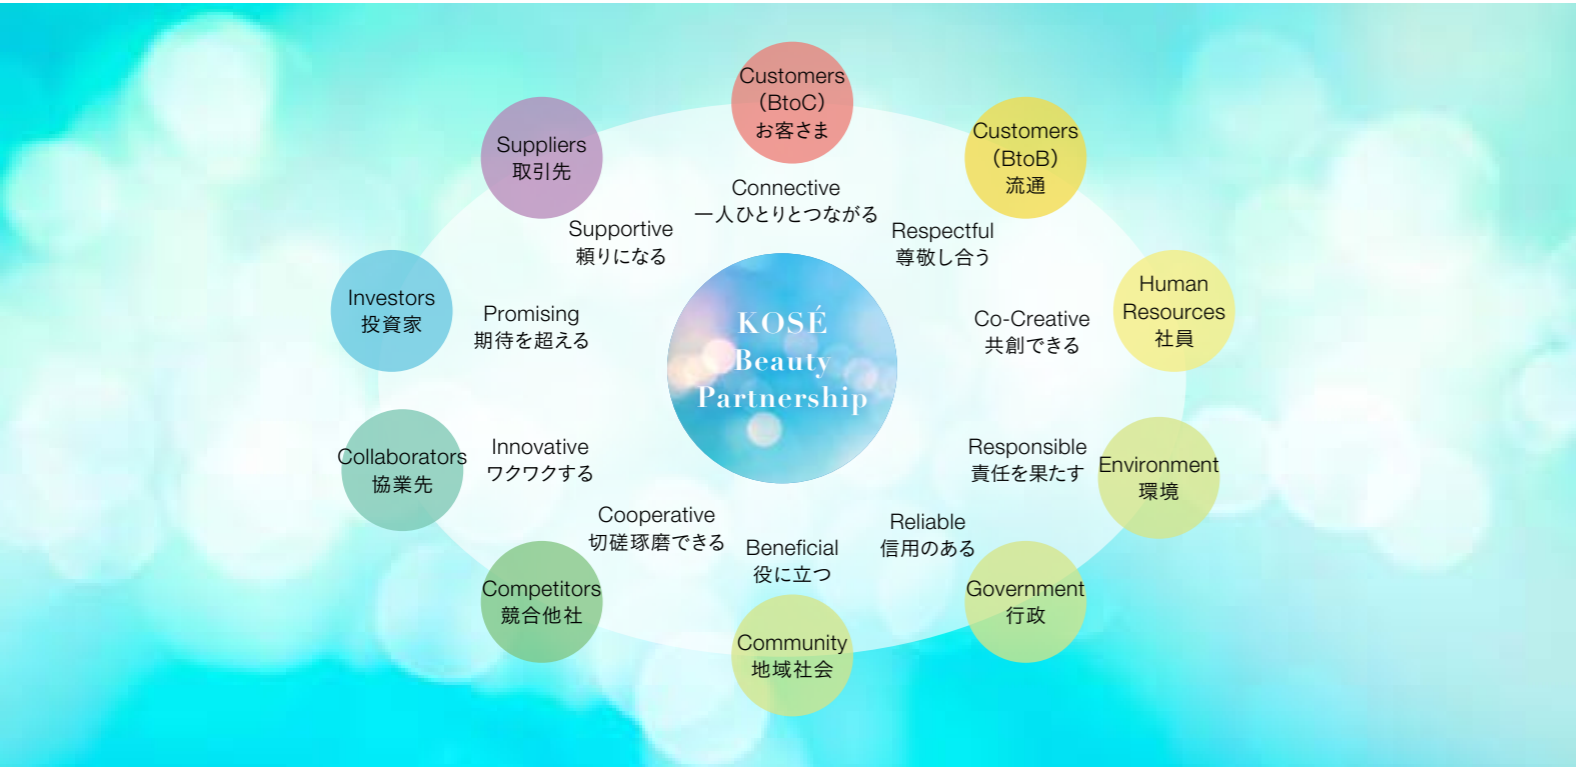 Customers
（BtoC）
お客さま
Connective
一人ひとりとつながる
Customers
（BtoB）
流通
Respectful
尊敬し合う
Human
Resources
社員
Co-Creative
共創できる
Environment
環境
Responsible
責任を果たす
Government
行政
Reliable
信用のある
Community
地域社会
Beneficial
役に立つ
Competitors
競合他社
Cooperative
切磋琢磨できる
Collaborators
協業先
Innovative
ワクワクする
Investors
投資家
Promising
期待を超える
Suppliers
取引先
Supportive
頼りになる
KOSÉ
Beauty
Partnership